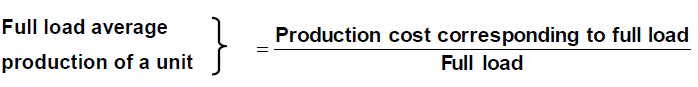 Full load average
production of a unit
} = Production cost corresponding to full load
Full load